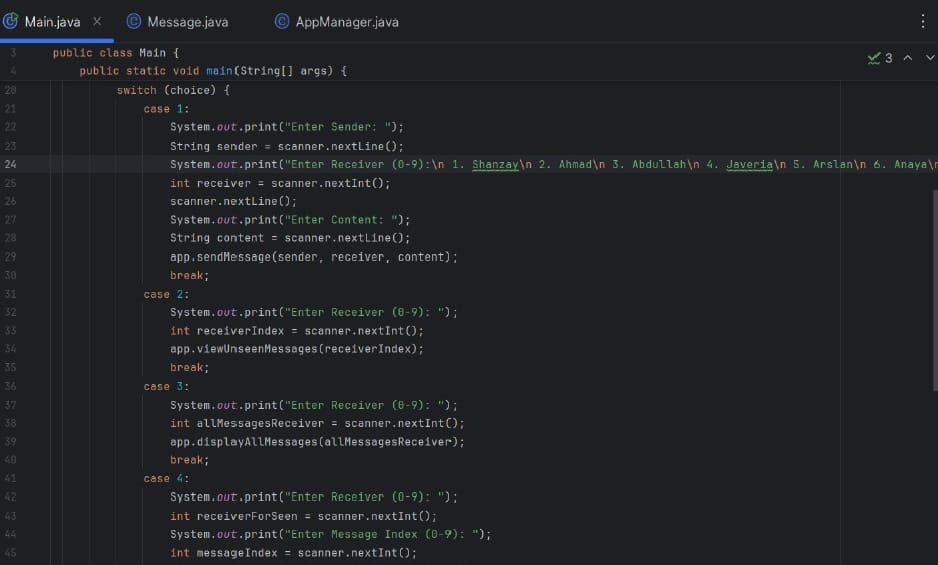 Main.java
Message.java
AppManager.java
3 public class Main {
4 public static void main(String[] args) {
3
20 switch (choice) {
21 case 1:
22 System.out.print("Enter Sender: ");
23 String sender = scanner.nextLine();
24 System.out.print("Enter Receiver (0-9):\n 1. Shanzay\n 2. Ahmad\n 3. Abdullah\n 4. Javeria\n 5. Arslan\n 6. Anaya\n
25 int receiver = scanner.nextInt();
26 scanner.nextLine();
27 System.out.print("Enter Content: ");
28 String content = scanner.nextLine();
29 app.sendMessage(sender, receiver, content);
30 break;
31 case 2:
32 System.out.print("Enter Receiver (0-9): ");
33 int receiverIndex = scanner.nextInt();
34 app.viewUnseenMessages(receiverIndex);
35 break;
36 case 3:
37 System.out.print("Enter Receiver (0-9): ");
38 int allMessagesReceiver = scanner.nextInt();
39 app.displayAllMessages(allMessagesReceiver);
40 break;
41 case 4:
42 System.out.print("Enter Receiver (0-9): ");
43 int receiverForSeen = scanner.nextInt();
44 System.out.print("Enter Message Index (0-9): ");
45 int messageIndex = scanner.nextInt();